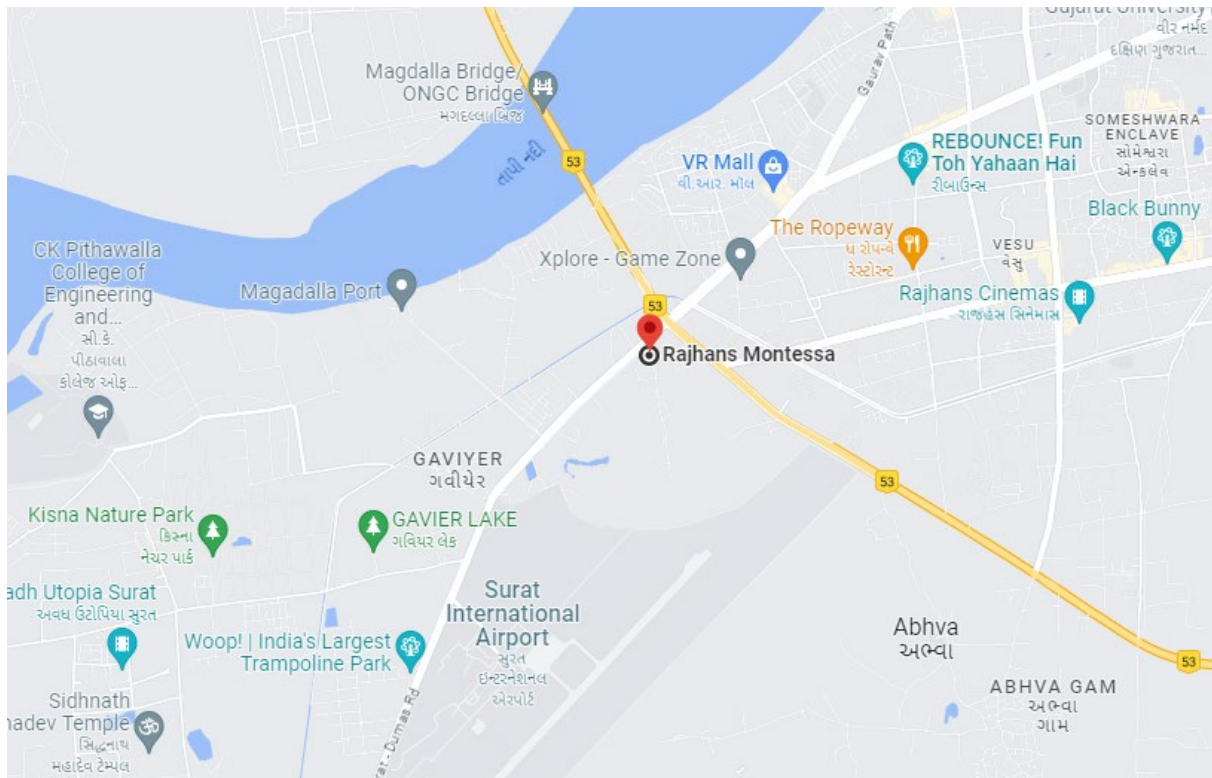 Gujarat University
વીર નર્મદ
દક્ષિણ ગુજરાત...
Magdalla Bridge/
ONGC Bridge
મગદલ્લા બ્રિજ
Gaurav Path
53
તાપી નદી
VR Mall
વી.આર. મૉલ
REBOUNCE! Fun
Toh Yahaan Hai
રીબાઉન્સ
SOMESHWARA
ENCLAVE
સોમેશ્વરા
એન્કલેવ
Black Bunny
The Ropeway
ધ રોપવ્વે
રેસ્ટોરન્ટ
VESU
વેસુ
Xplore - Game Zone
CK Pithawalla
College of
Engineering
and...
સી.કે.
પીઠાવાલા
કોલેજ ઓફ...
Magadalla Port
Rajhans Cinemas
રાજહંસ સિનેમાસ
53
Rajhans Montessa
GAVIYER
ગવીયેર
53
Kisna Nature Park
કિસ્ના
નેચર પાર્ક
GAVIER LAKE
ગવિયર લેક
adh Utopia Surat
અવધ ઉટોપિયા સુરત
Surat
International
Airport
સુરત
ઇન્ટરનેશનલ
એરપોર્ટ
Woop! | India's Largest
Trampoline Park
Abhva
અભ્વા
53
ABHVA GAM
અભ્વા
ગામ
Sidhnath
hadev Temple
સિદ્ધનાથ
મહાદેવ ટેમ્પલ
rat - Dumas Rd